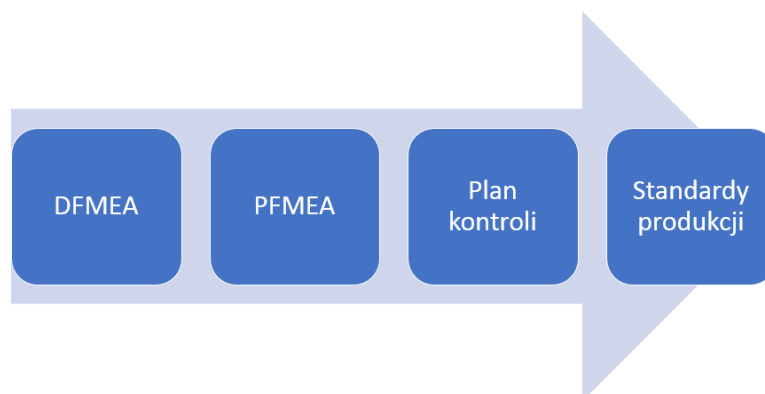 DFMEA
PFMEA
Plan
kontroli
Standardy
produkcji